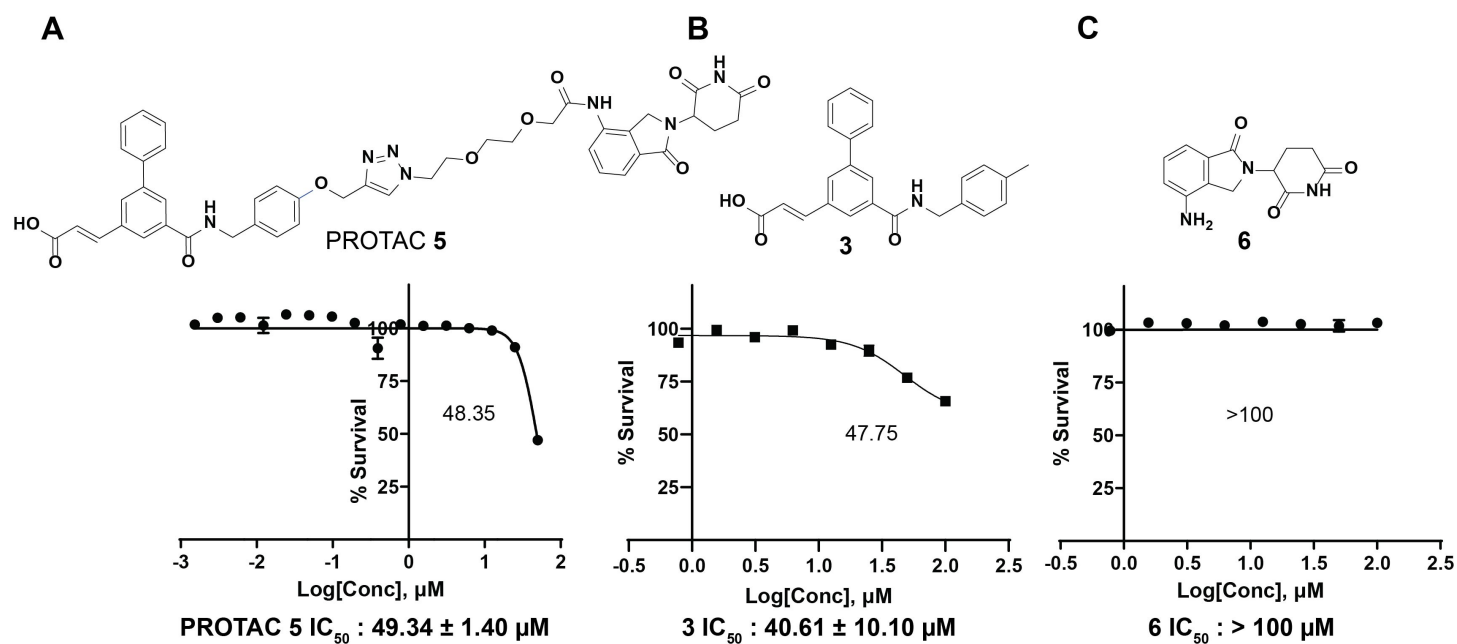 A
B
C
HO
O
O
H
N
O
N=N
N
O
O
O
NH
N
O
O
H
N
O
PROTAC 5
HO
O
O
H
N
3
O
N
O
NH
O
NH2
6
100
75
50
25
% Survival
48.35
-3 -2 -1 0 1 2
Log[Conc], µM
PROTAC 5 IC50 : 49.34 ± 1.40 µM
100
75
50
25
% Survival
47.75
-0.5 0.0 0.5 1.0 1.5 2.0 2.5
Log[Conc], µM
3 IC50 : 40.61 ± 10.10 µM
100
75
50
25
% Survival
>100
-0.5 0.0 0.5 1.0 1.5 2.0 2.5
Log[Conc], µM
6 IC50 : > 100 µM